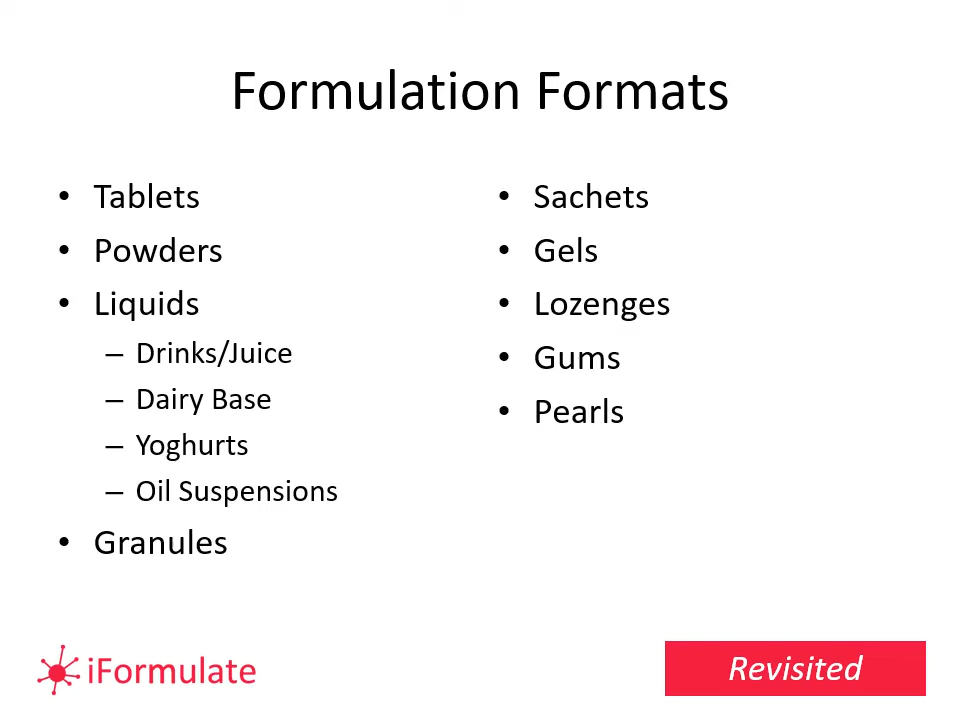 Formulation Formats
• Tablets
• Powders
• Liquids
– Drinks/Juice
– Dairy Base
– Yoghurts
– Oil Suspensions
• Granules
• Sachets
• Gels
• Lozenges
• Gums
• Pearls
iFormulate
Revisited